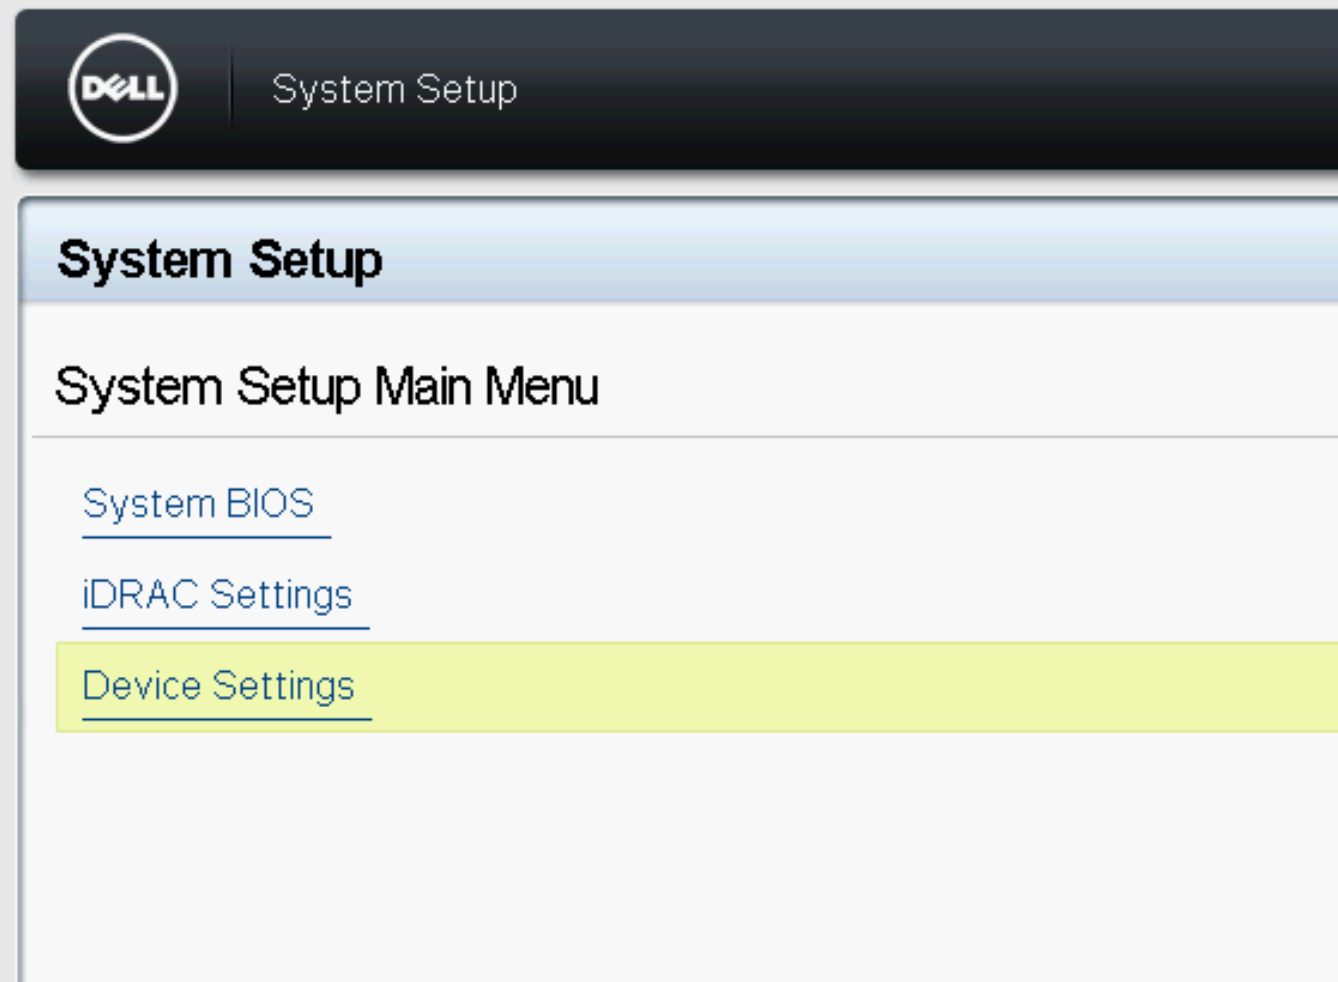 DELL
System Setup
System Setup
System Setup Main Menu
System BIOS
iDRAC Settings
Device Settings